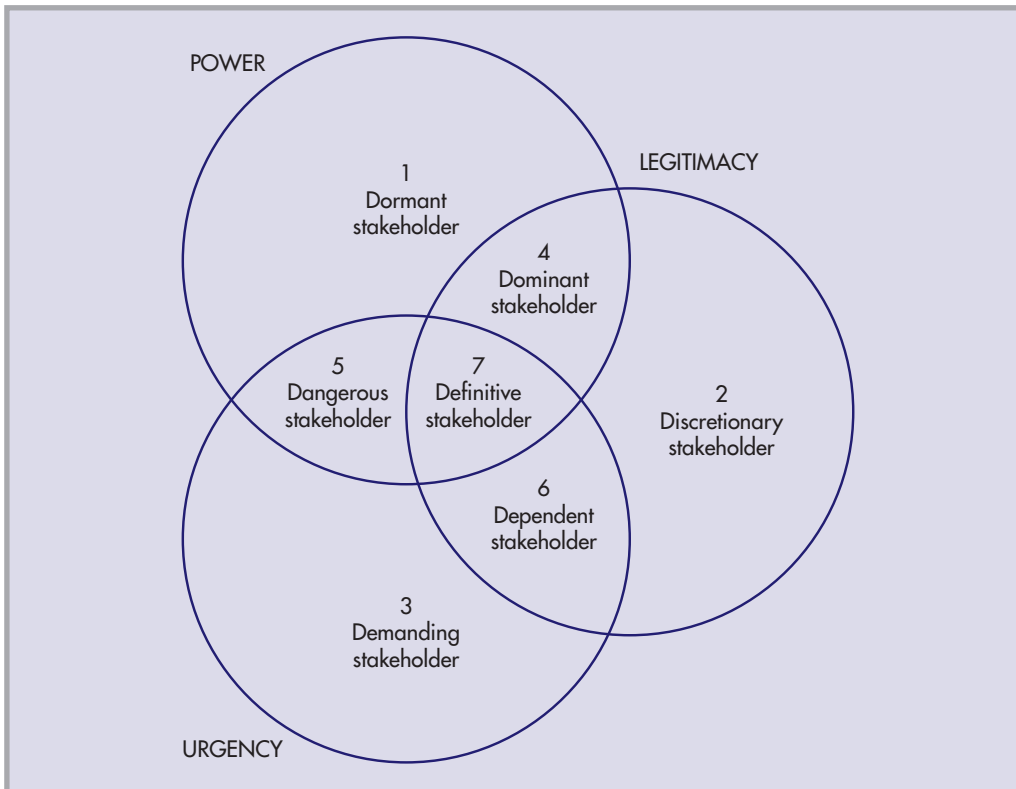 POWER
LEGITIMACY
1
Dormant
stakeholder
4
Dominant
stakeholder
5
Dangerous
stakeholder
7
Definitive
stakeholder
2
Discretionary
stakeholder
6
Dependent
stakeholder
3
Demanding
stakeholder
URGENCY